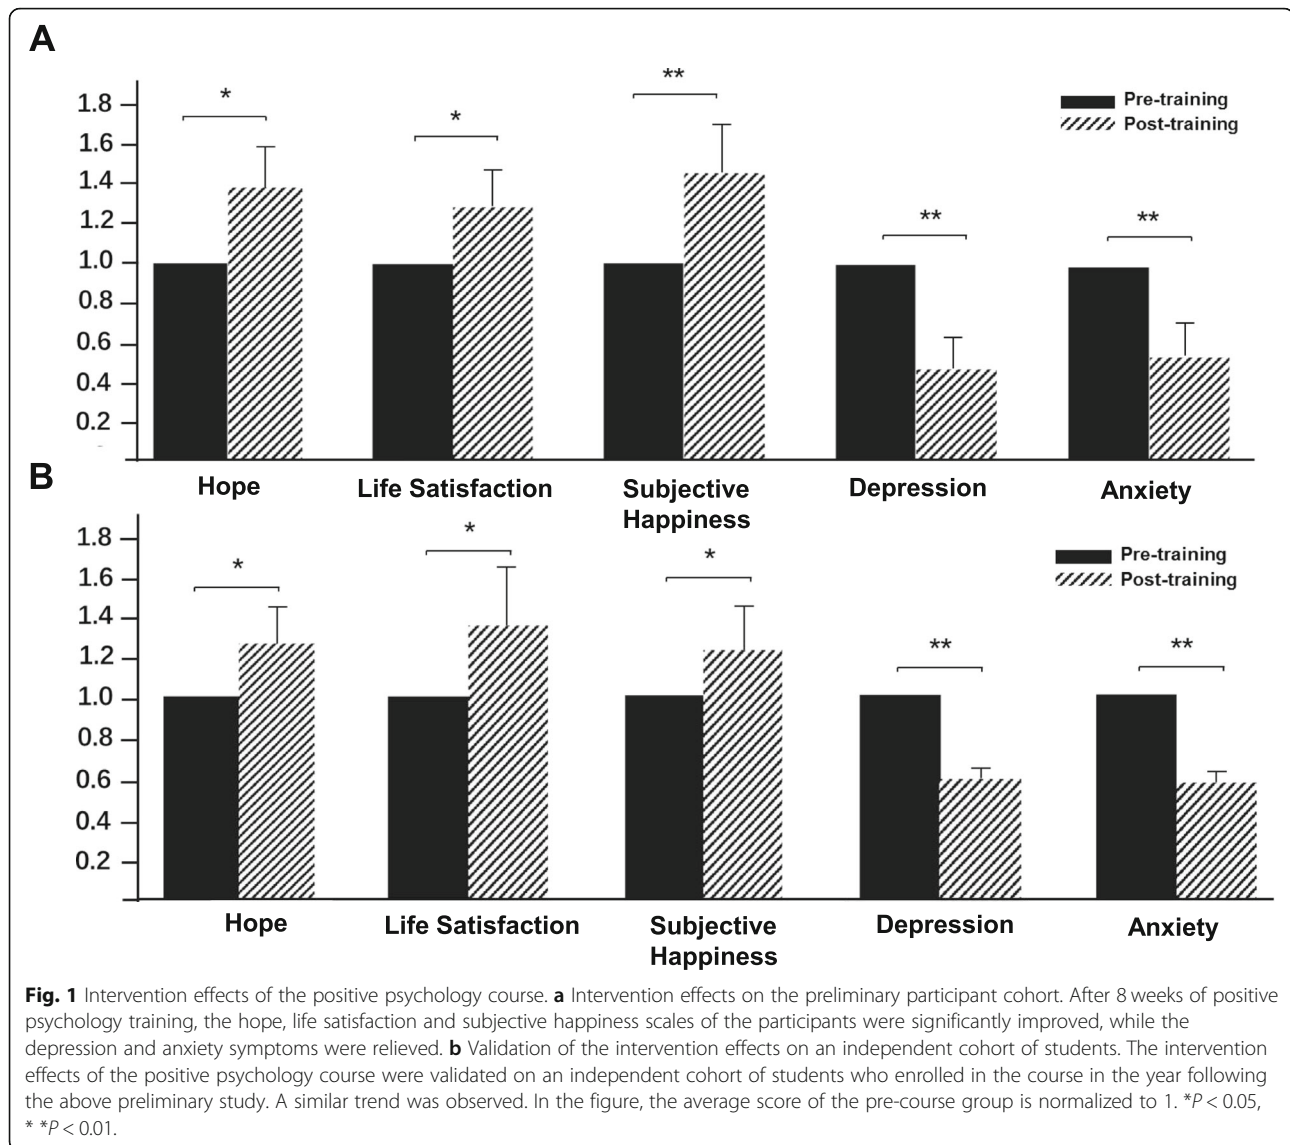 A
1.8
1.6
1.4
1.2
1.0
0.8
0.6
0.4
0.2
*
*
**
**
**
Pre-training
Post-training
Hope
Life Satisfaction
Subjective
Happiness
Depression
Anxiety
B
1.8
1.6
1.4
1.2
1.0
0.8
0.6
0.4
0.2
*
*
*
**
**
Pre-training
Post-training
Hope
Life Satisfaction
Subjective
Happiness
Depression
Anxiety
Fig. 1 Intervention effects of the positive psychology course. a Intervention effects on the preliminary participant cohort. After 8 weeks of positive
psychology training, the hope, life satisfaction and subjective happiness scales of the participants were significantly improved, while the
depression and anxiety symptoms were relieved. b Validation of the intervention effects on an independent cohort of students. The intervention
effects of the positive psychology course were validated on an independent cohort of students who enrolled in the course in the year following
the above preliminary study. A similar trend was observed. In the figure, the average score of the pre-course group is normalized to 1. *P < 0.05,
* *P < 0.01.